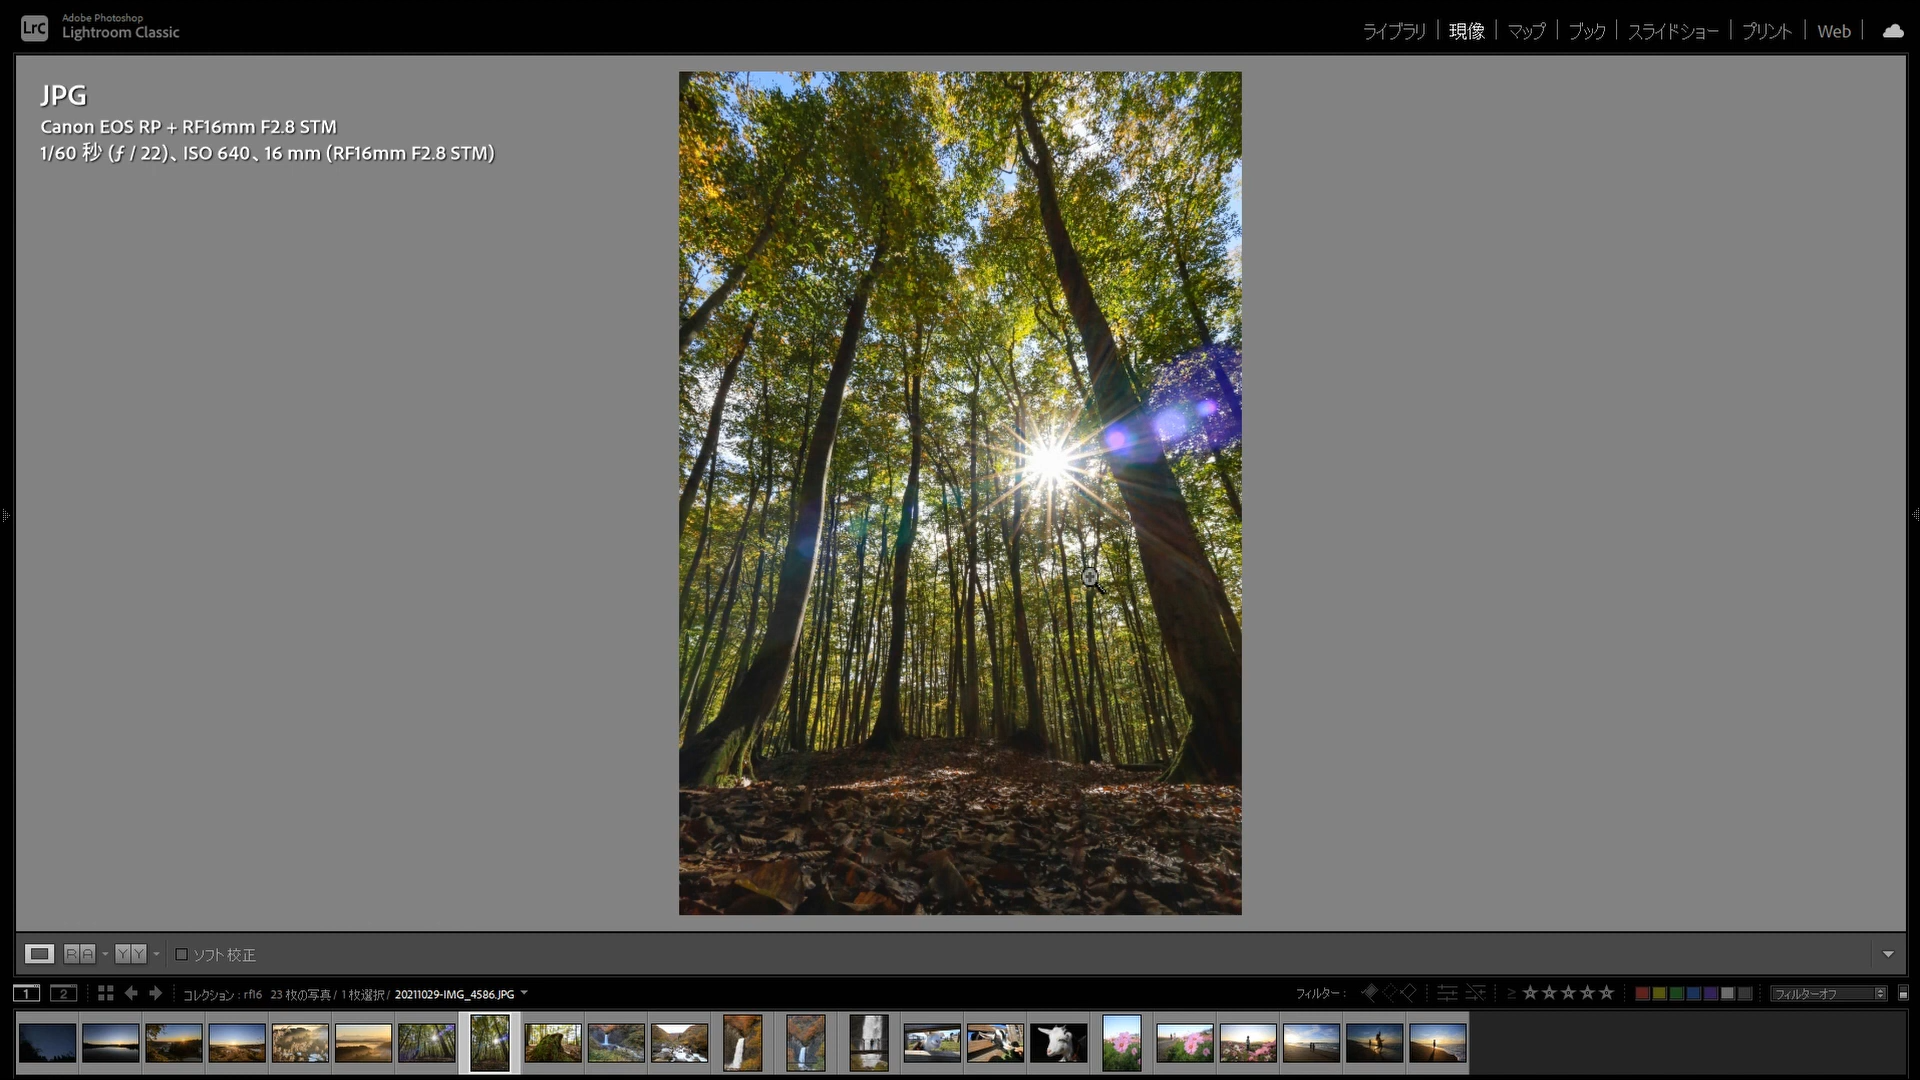 LrC
Adobe Photoshop
Lightroom Classic
ライブラリ | 現像 | マップ | ブック | スライドショー | プリント | Web |
JPG
Canon EOS RP + RF16mm F2.8 STM
1/60 秒 (ƒ / 22)、ISO 640、16 mm (RF16mm F2.8 STM)
R A Y Y ソフト校正
1 2 コレクション : rf16 23 枚の写真 / 1 枚選択 / 20211029-IMG_4586.JPG フィルター : ≥ ★★★★★ フィルターオフ